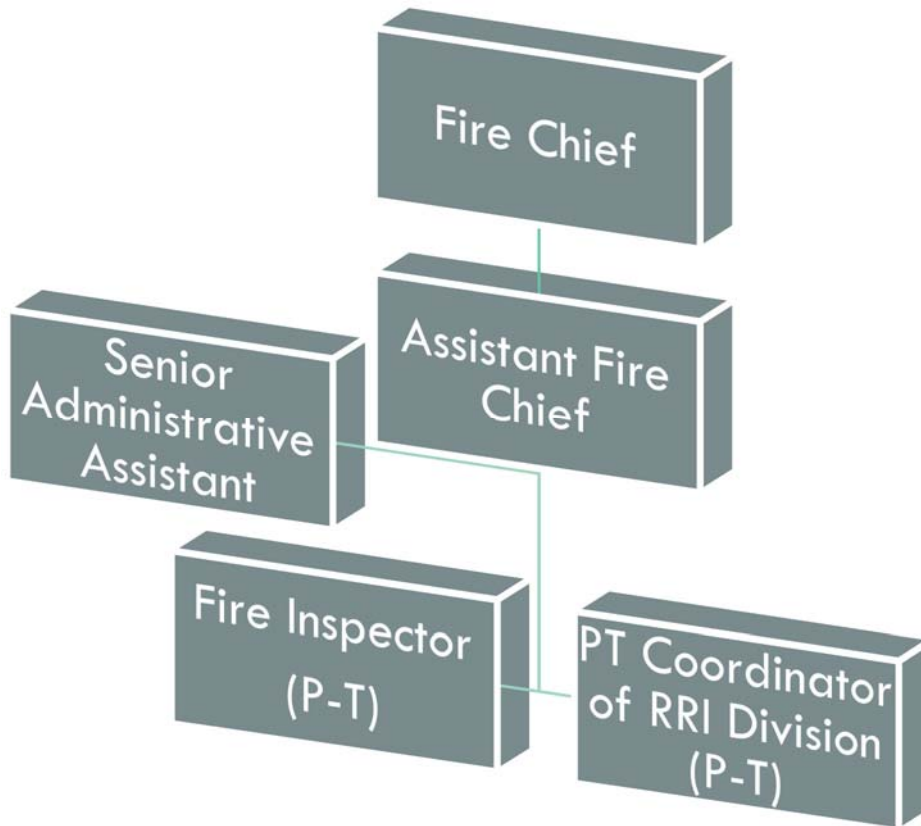 Fire Chief
Assistant Fire
Chief
Senior
Administrative
Assistant
Fire Inspector
(P-T)
PT Coordinator
of RRI Division
(P-T)